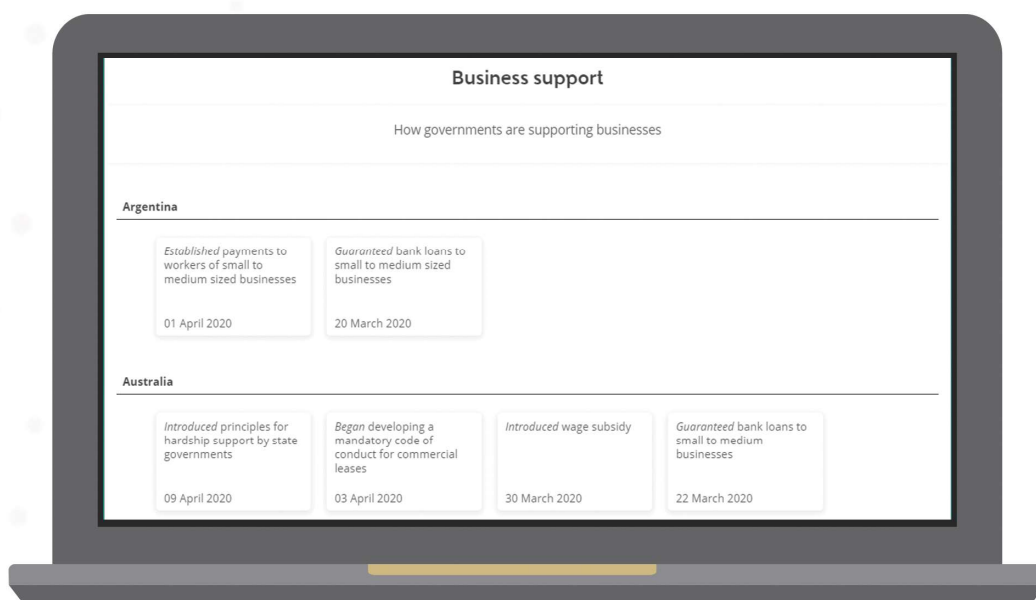 Business support
How governments are supporting businesses
Argentina
Established payments to
workers of small to
medium sized businesses
01 April 2020
Guaranteed bank loans to
small to medium sized
businesses
20 March 2020
Australia
Introduced principles for
hardship support by state
governments
09 April 2020
Began developing a
mandatory code of
conduct for commercial
leases
03 April 2020
Introduced wage subsidy
30 March 2020
Guaranteed bank loans to
small to medium
businesses
22 March 2020